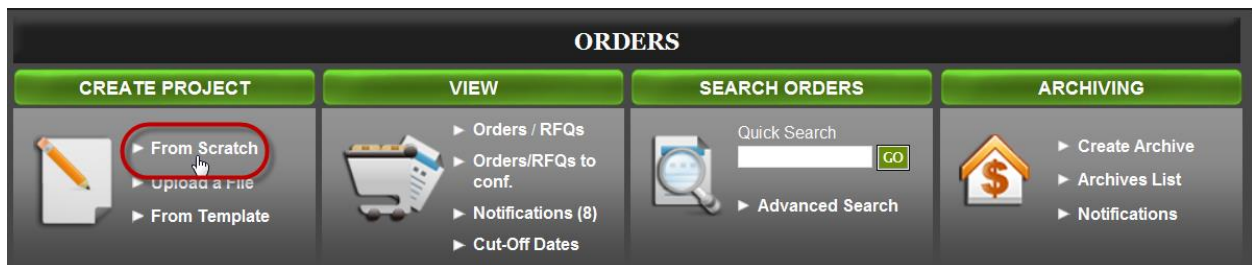 ORDERS
CREATE PROJECT
From Scratch
Upload a File
From Template
VIEW
Orders / RFQs
Orders/RFQs to
conf.
Notifications (8)
Cut-Off Dates
SEARCH ORDERS
Quick Search
GO
Advanced Search
ARCHIVING
Create Archive
Archives List
Notifications